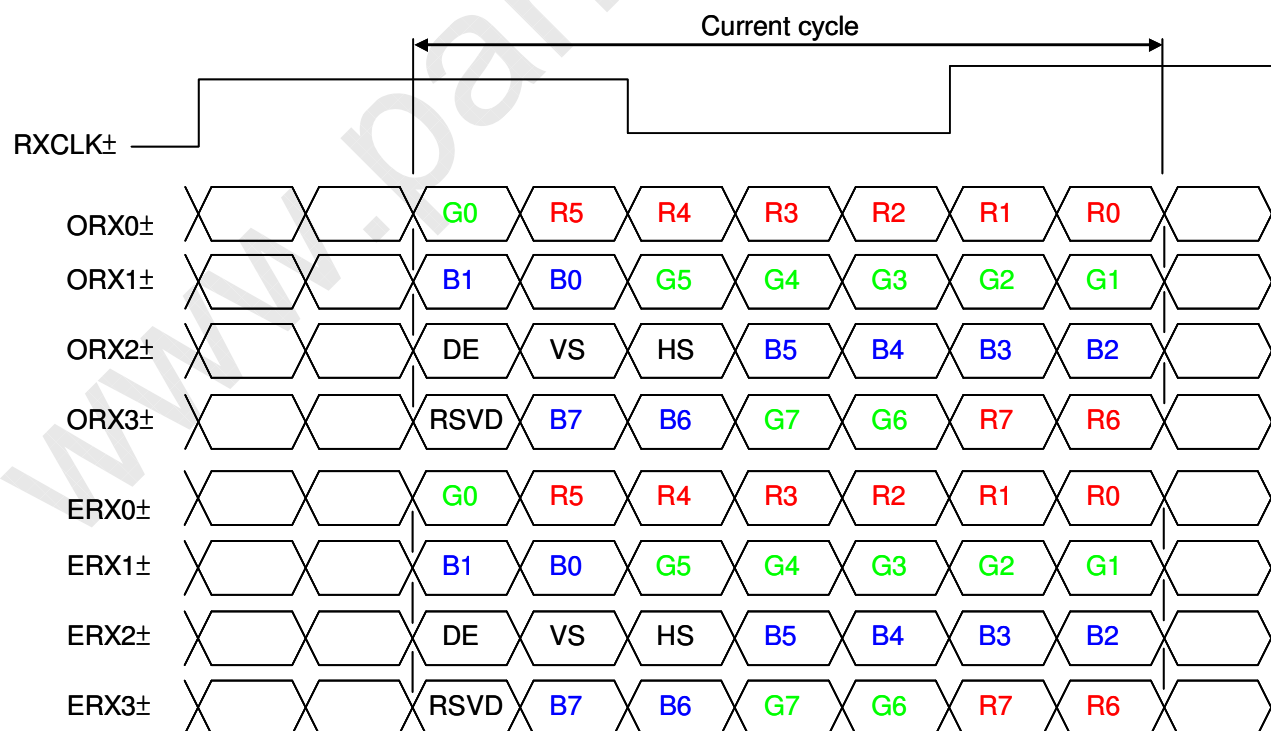 Current cycle
RXCLK±
ORX0± G0 R5 R4 R3 R2 R1 R0
ORX1± B1 B0 G5 G4 G3 G2 G1
ORX2± DE VS HS B5 B4 B3 B2
ORX3± RSVD B7 B6 G7 G6 R7 R6
ERX0± G0 R5 R4 R3 R2 R1 R0
ERX1± B1 B0 G5 G4 G3 G2 G1
ERX2± DE VS HS B5 B4 B3 B2
ERX3± RSVD B7 B6 G7 G6 R7 R6
www.pan